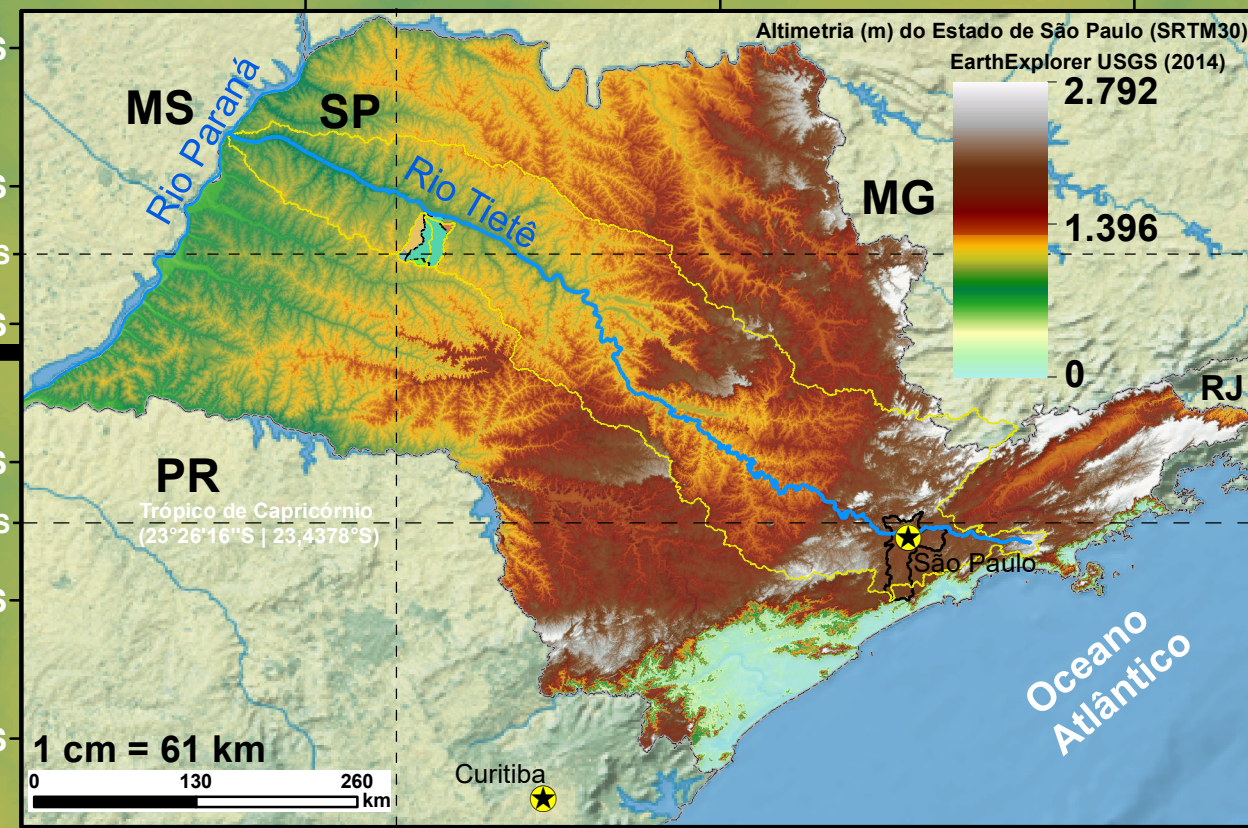 Altimetria (m) do Estado de São Paulo (SRTM30)
EarthExplorer USGS (2014)
2.792
1.396
0
MS
SP
MG
RJ
PR
Rio Paraná
Rio Tietê
Trópico de Capricórnio
(23°26'16"S | 23,4378°S)
São Paulo
Oceano
Atlântico
Curitiba
1 cm = 61 km
0 130 260
km
S
S
S
S
S
S
S
S